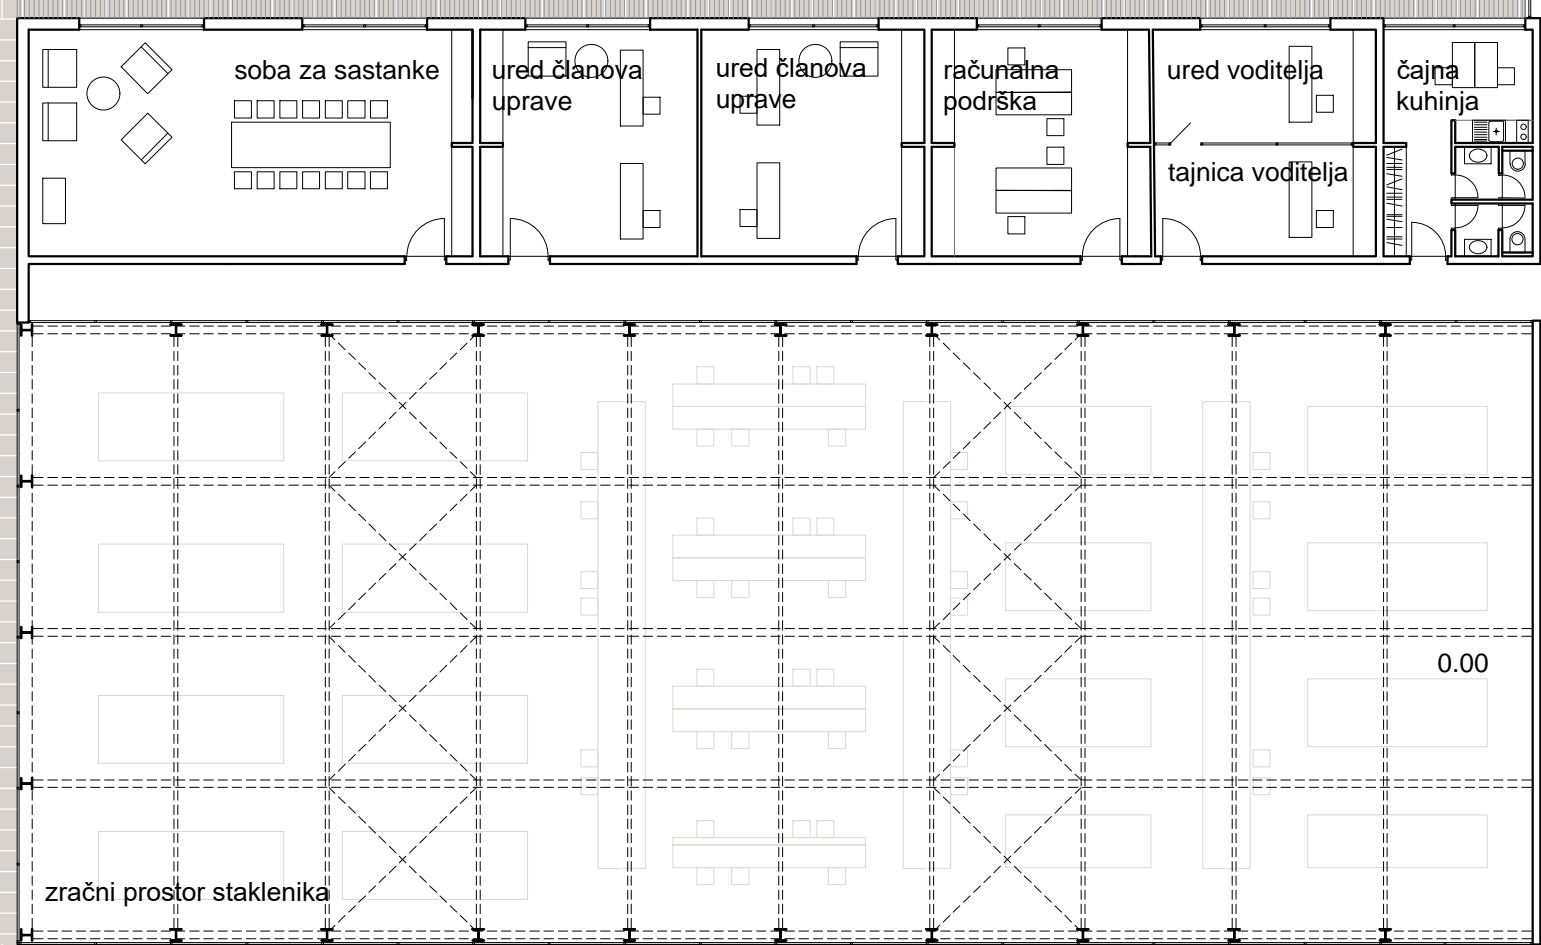 soba za sastanke
ured članova
uprave
ured članova
uprave
računalna
podrška
ured voditelja
tajnica voditelja
čajna
kuhinja
0.00
zračni prostor staklenika